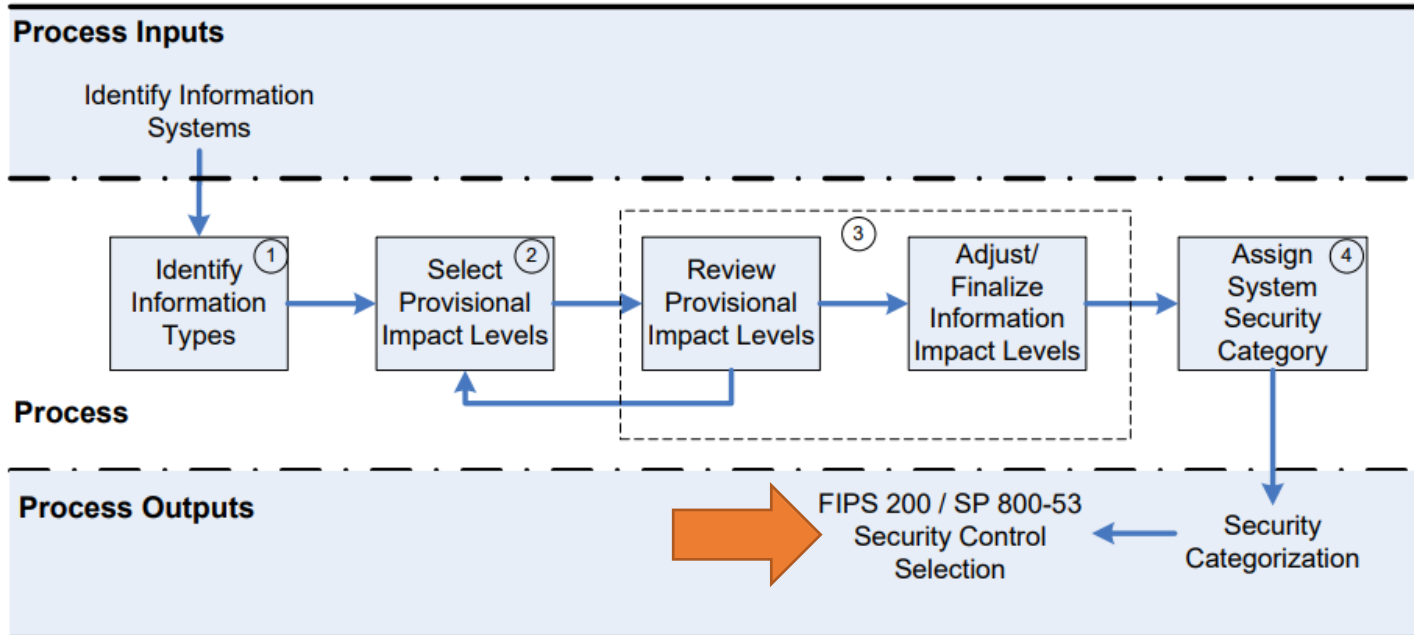 Process Inputs
Identify Information
Systems
1
Identify
Information
Types
2
Select
Provisional
Impact Levels
3
Review
Provisional
Impact Levels
Adjust/
Finalize
Information
Impact Levels
4
Assign
System
Security
Category
Process
Process Outputs
FIPS 200 / SP 800-53
Security Control
Selection
Security
Categorization